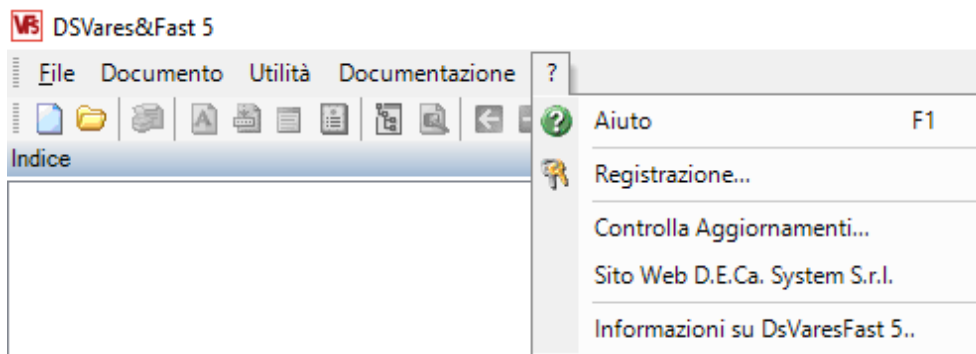 VFs DSVares&Fast 5
File Documento Utilità Documentazione ?
Aiuto F1
Indice
Registrazione...
Controlla Aggiornamenti...
Sito Web D.E.Ca. System S.r.l.
Informazioni su DsVaresFast 5..